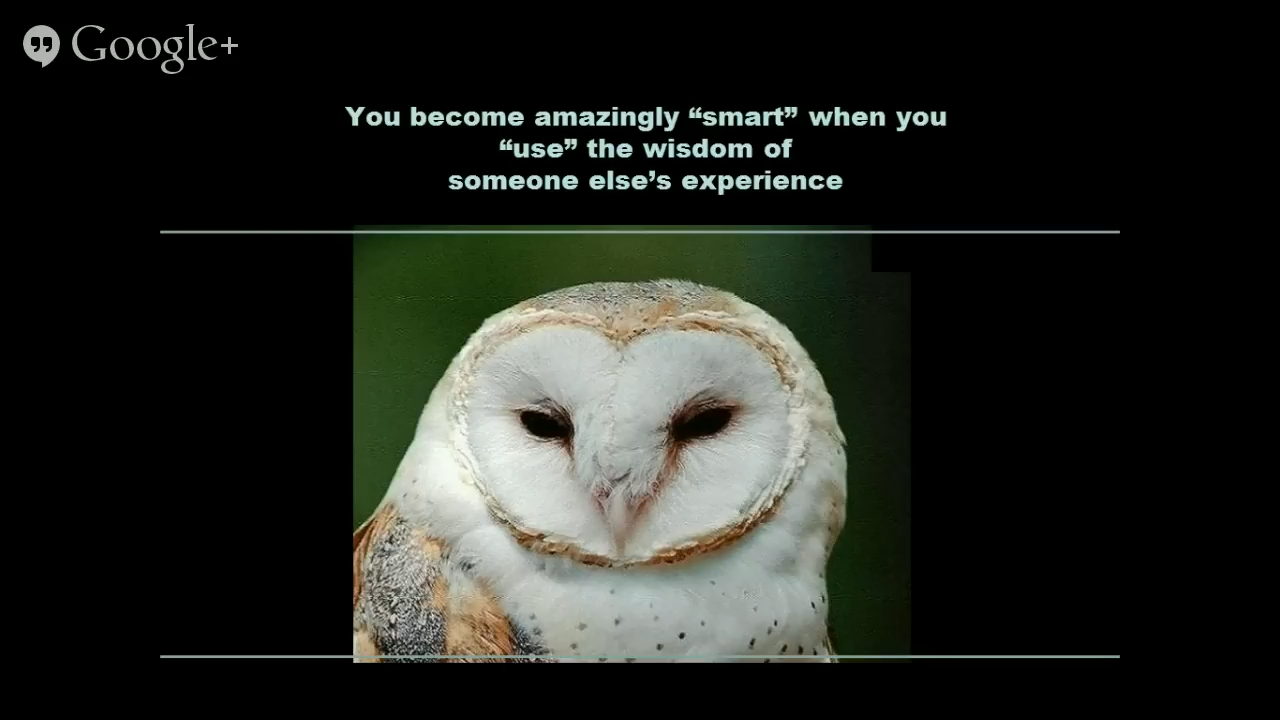 Google+
You become amazingly “smart” when you
“use” the wisdom of
someone else’s experience